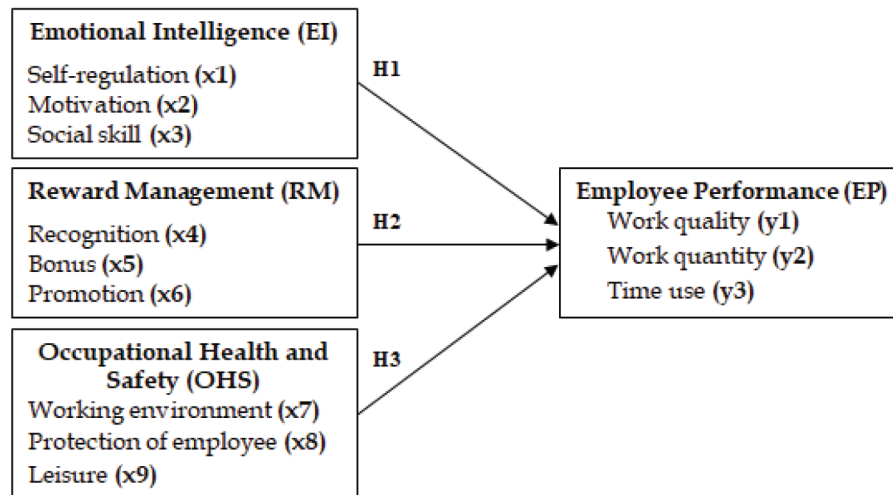 Emotional Intelligence (EI)
Self-regulation (x1)
Motivation (x2)
Social skill (x3)
H1
Reward Management (RM)
Recognition (x4)
Bonus (x5)
Promotion (x6)
H2
Employee Performance (EP)
Work quality (y1)
Work quantity (y2)
Time use (y3)
Occupational Health and
Safety (OHS)
Working environment (x7)
Protection of employee (x8)
Leisure (x9)
H3